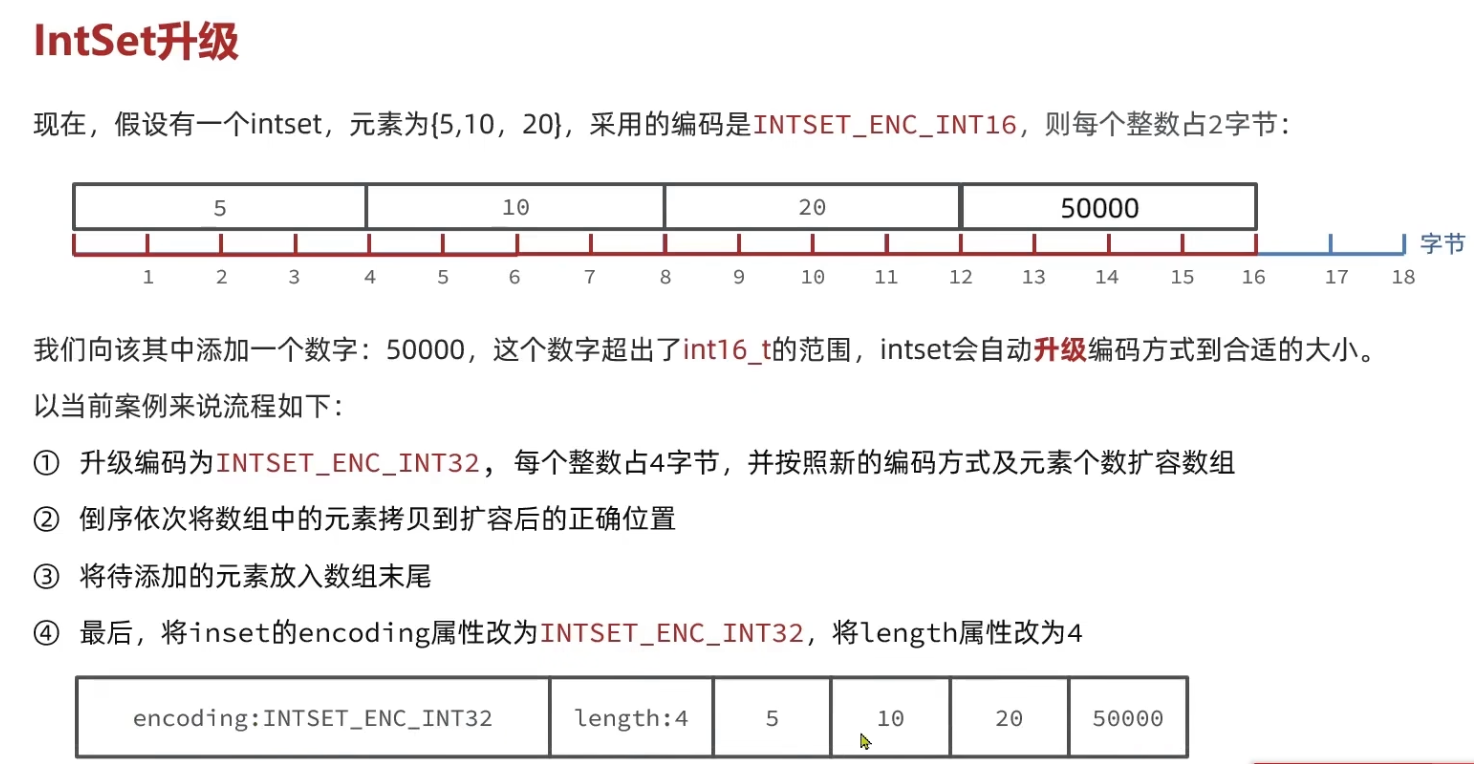 IntSet升级
现在，假设有一个intset，元素为{5,10，20}，采用的编码是INTSET_ENC_INT16，则每个整数占2字节：
5 10 20 50000
字节
1 2 3 4 5 6 7 8 9 10 11 12 13 14 15 16 17 18
我们向该其中添加一个数字：50000，这个数字超出了int16_t的范围，intset会自动升级编码方式到合适的大小。
以当前案例来说流程如下：
① 升级编码为INTSET_ENC_INT32，每个整数占4字节，并按照新的编码方式及元素个数扩容数组
② 倒序依次将数组中的元素拷贝到扩容后的正确位置
③ 将待添加的元素放入数组末尾
④ 最后，将inset的encoding属性改为INTSET_ENC_INT32，将length属性改为4
encoding:INTSET_ENC_INT32 length:4 5 10 20 50000